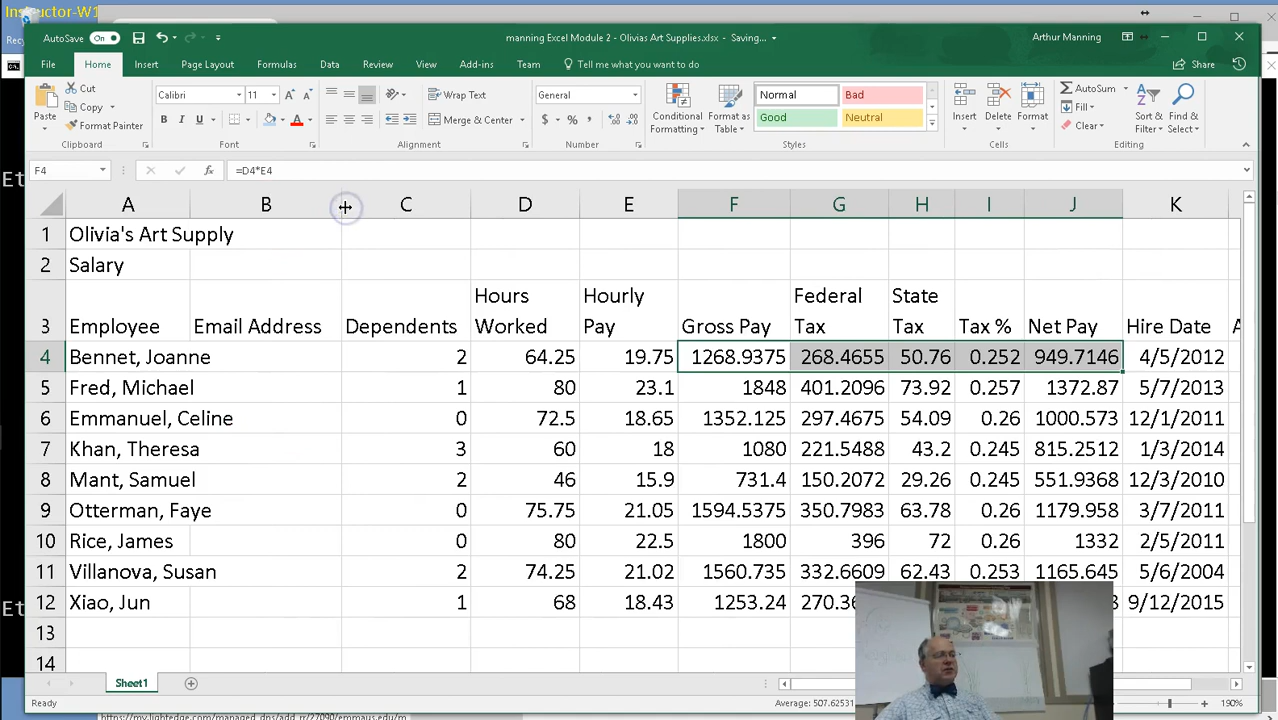 Instructor-W1
Recy
AutoSave On
manning Excel Module 2 - Olivias Art Supplies.xlsx - Saving...
Arthur Manning
File Home Insert Page Layout Formulas Data Review View Add-ins Team Tell me what you want to do Share
Paste Cut Copy Format Painter Clipboard
Calibri 11 B I U A Font
Wrap Text Merge & Center Alignment
General $ % , Number
Conditional Formatting Format as Table Normal Bad Good Neutral Styles
Insert Delete Format Cells
AutoSum Fill Clear Sort & Filter Find & Select Editing
F4 fx =D4*E4
Et
A B C D E F G H I J K
1 Olivia's Art Supply
2 Salary
Hours Hourly Federal State
3 Employee Email Address Dependents Worked Pay Gross Pay Tax Tax Tax % Net Pay Hire Date
4 Bennet, Joanne 2 64.25 19.75 1268.9375 268.4655 50.76 0.252 949.7146 4/5/2012
5 Fred, Michael 1 80 23.1 1848 401.2096 73.92 0.257 1372.87 5/7/2013
6 Emmanuel, Celine 0 72.5 18.65 1352.125 297.4675 54.09 0.26 1000.573 12/1/2011
7 Khan, Theresa 3 60 18 1080 221.5488 43.2 0.245 815.2512 1/3/2014
8 Mant, Samuel 2 46 15.9 731.4 150.2072 29.26 0.245 551.9368 12/3/2010
9 Otterman, Faye 0 75.75 21.05 1594.5375 350.7983 63.78 0.26 1179.958 3/7/2011
10 Rice, James 0 80 22.5 1800 396 72 0.26 1332 2/5/2011
11 Villanova, Susan 2 74.25 21.02 1560.735 332.6609 62.43 0.253 1165.645 5/6/2004
12 Xiao, Jun 1 68 18.43 1253.24 270.36 8 9/12/2015
Et
13
14
Sheet1
Ready Average: 507.62531 190%